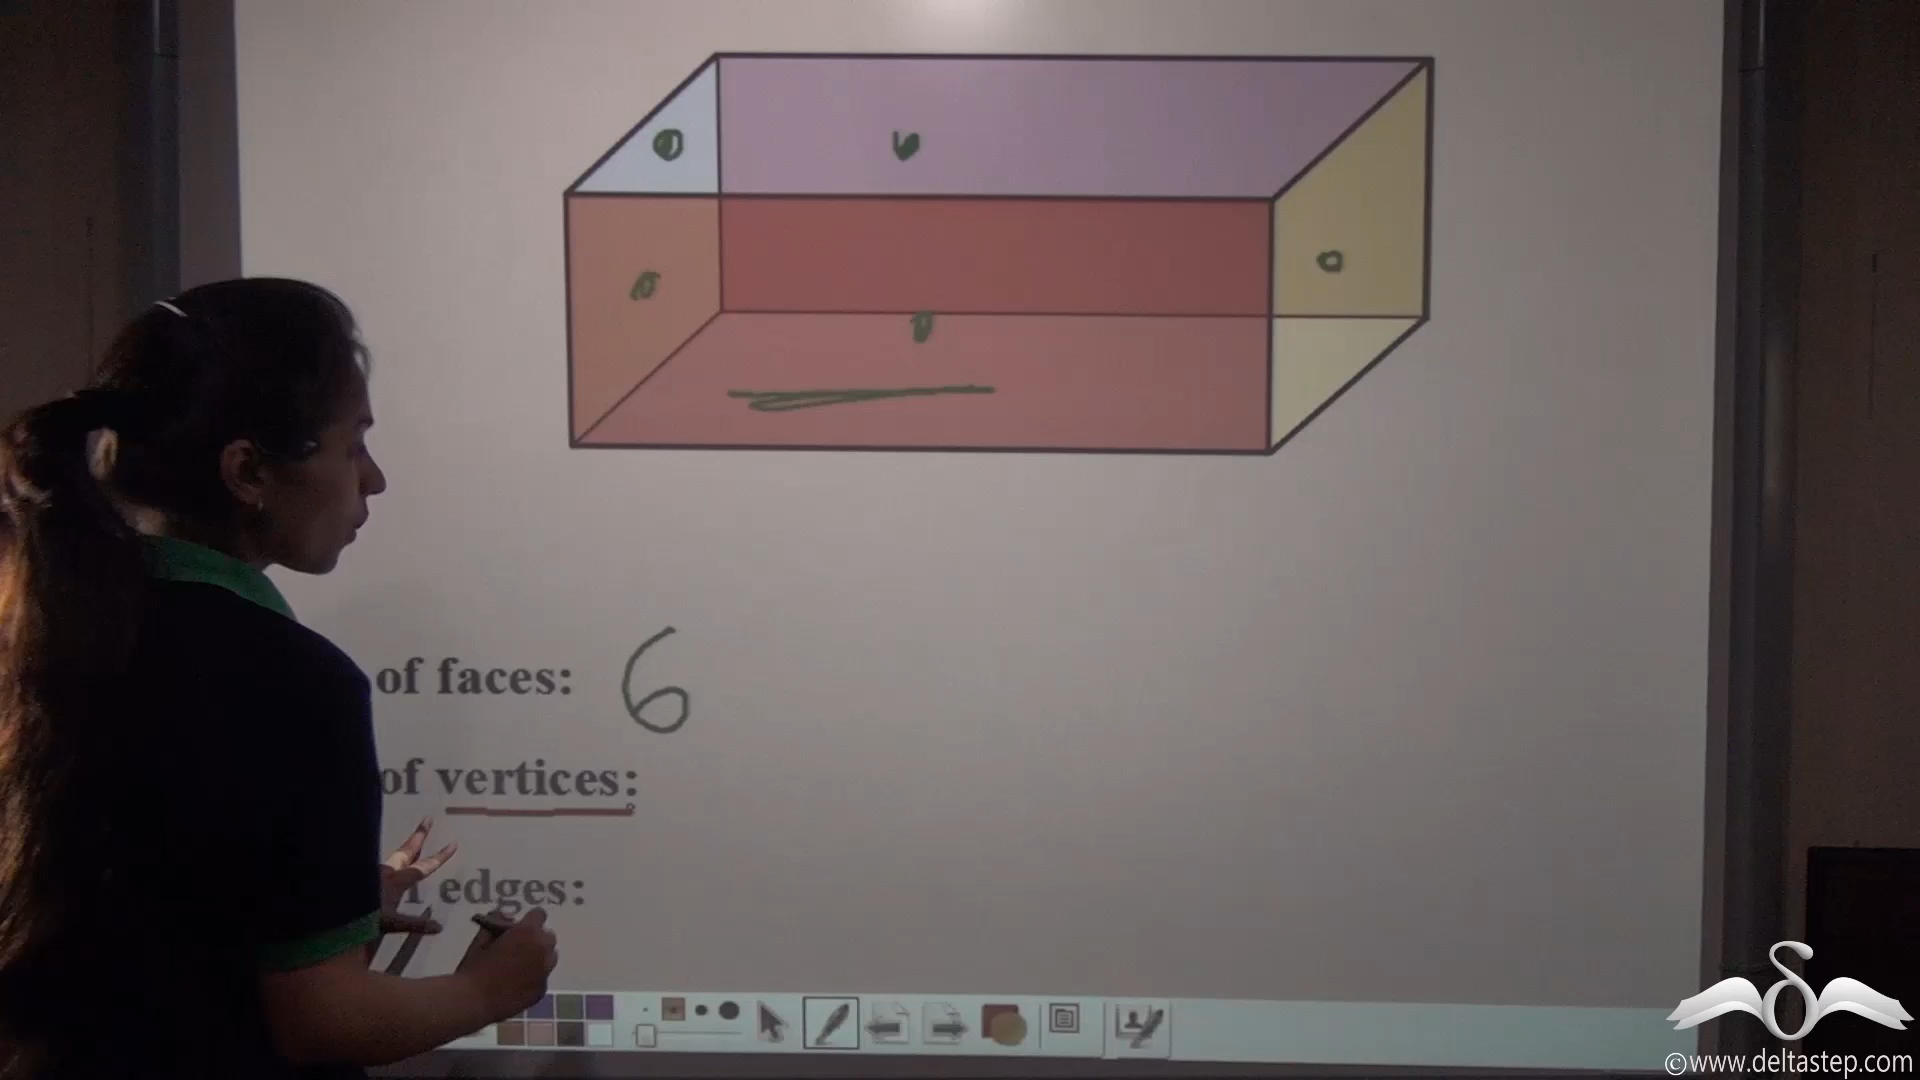 of faces: 6
of vertices:
edges:
©www.deltastep.com